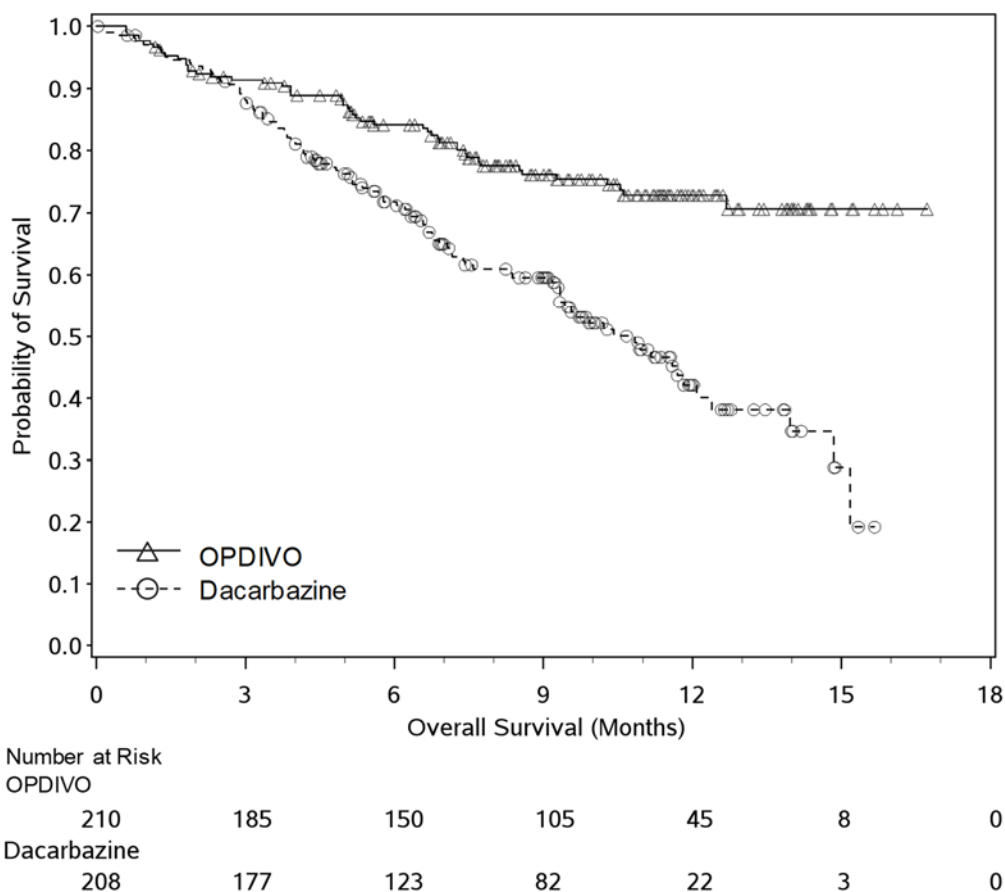 Probability of Survival
1.0
0.9
0.8
0.7
0.6
0.5
0.4
0.3
0.2
0.1
0.0
OPDIVO
Dacarbazine
0 3 6 9 12 15 18
Overall Survival (Months)
Number at Risk
OPDIVO
210 185 150 105 45 8 0
Dacarbazine
208 177 123 82 22 3 0